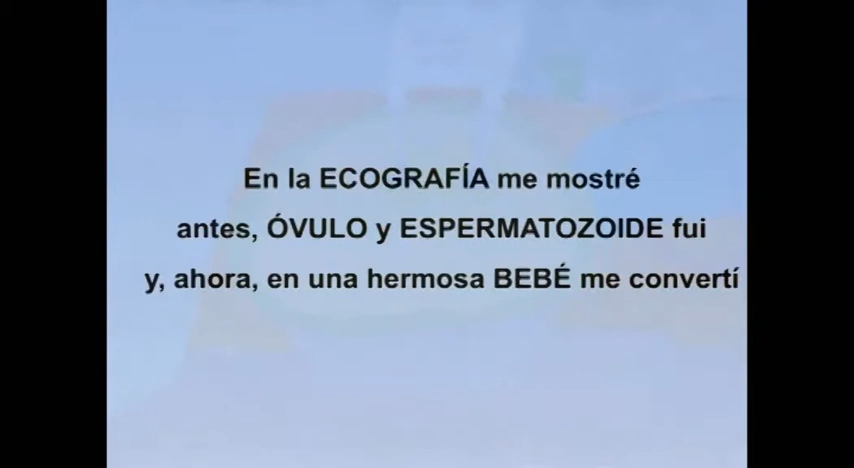 En la ECOGRAFÍA me mostré
antes, ÓVULO y ESPERMATOZOIDE fui
y, ahora, en una hermosa BEBÉ me convertí